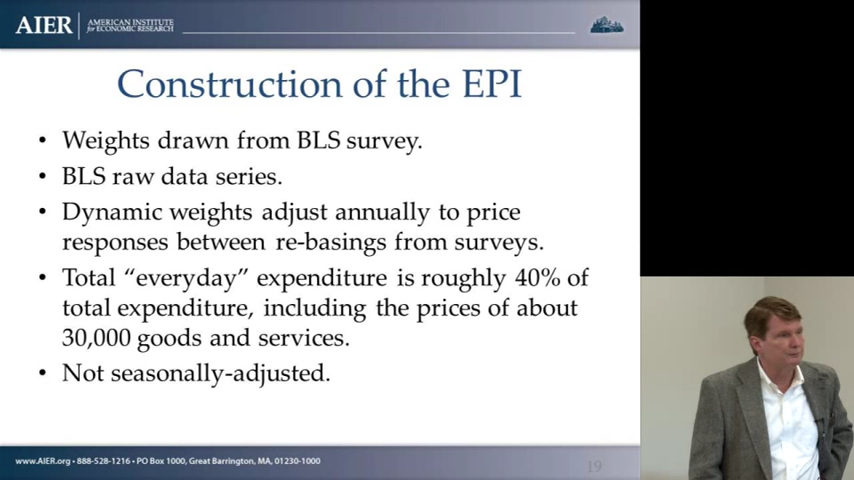 AIER
AMERICAN INSTITUTE
for ECONOMIC RESEARCH
Construction of the EPI
• Weights drawn from BLS survey.
• BLS raw data series.
• Dynamic weights adjust annually to price
responses between re-basings from surveys.
• Total “everyday” expenditure is roughly 40% of
total expenditure, including the prices of about
30,000 goods and services.
• Not seasonally-adjusted.
www.AIER.org • 888-528-1216 • PO Box 1000, Great Barrington, MA, 01230-1000
19